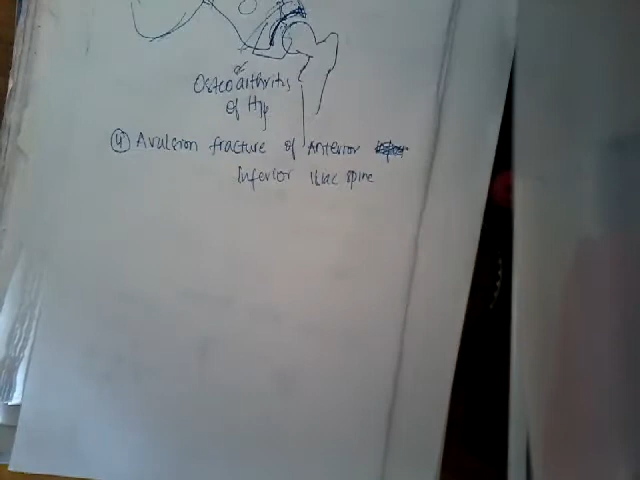 Osteoarthritis
of Hip
④ Avulsion fracture of Anterior
Inferior iliac spine